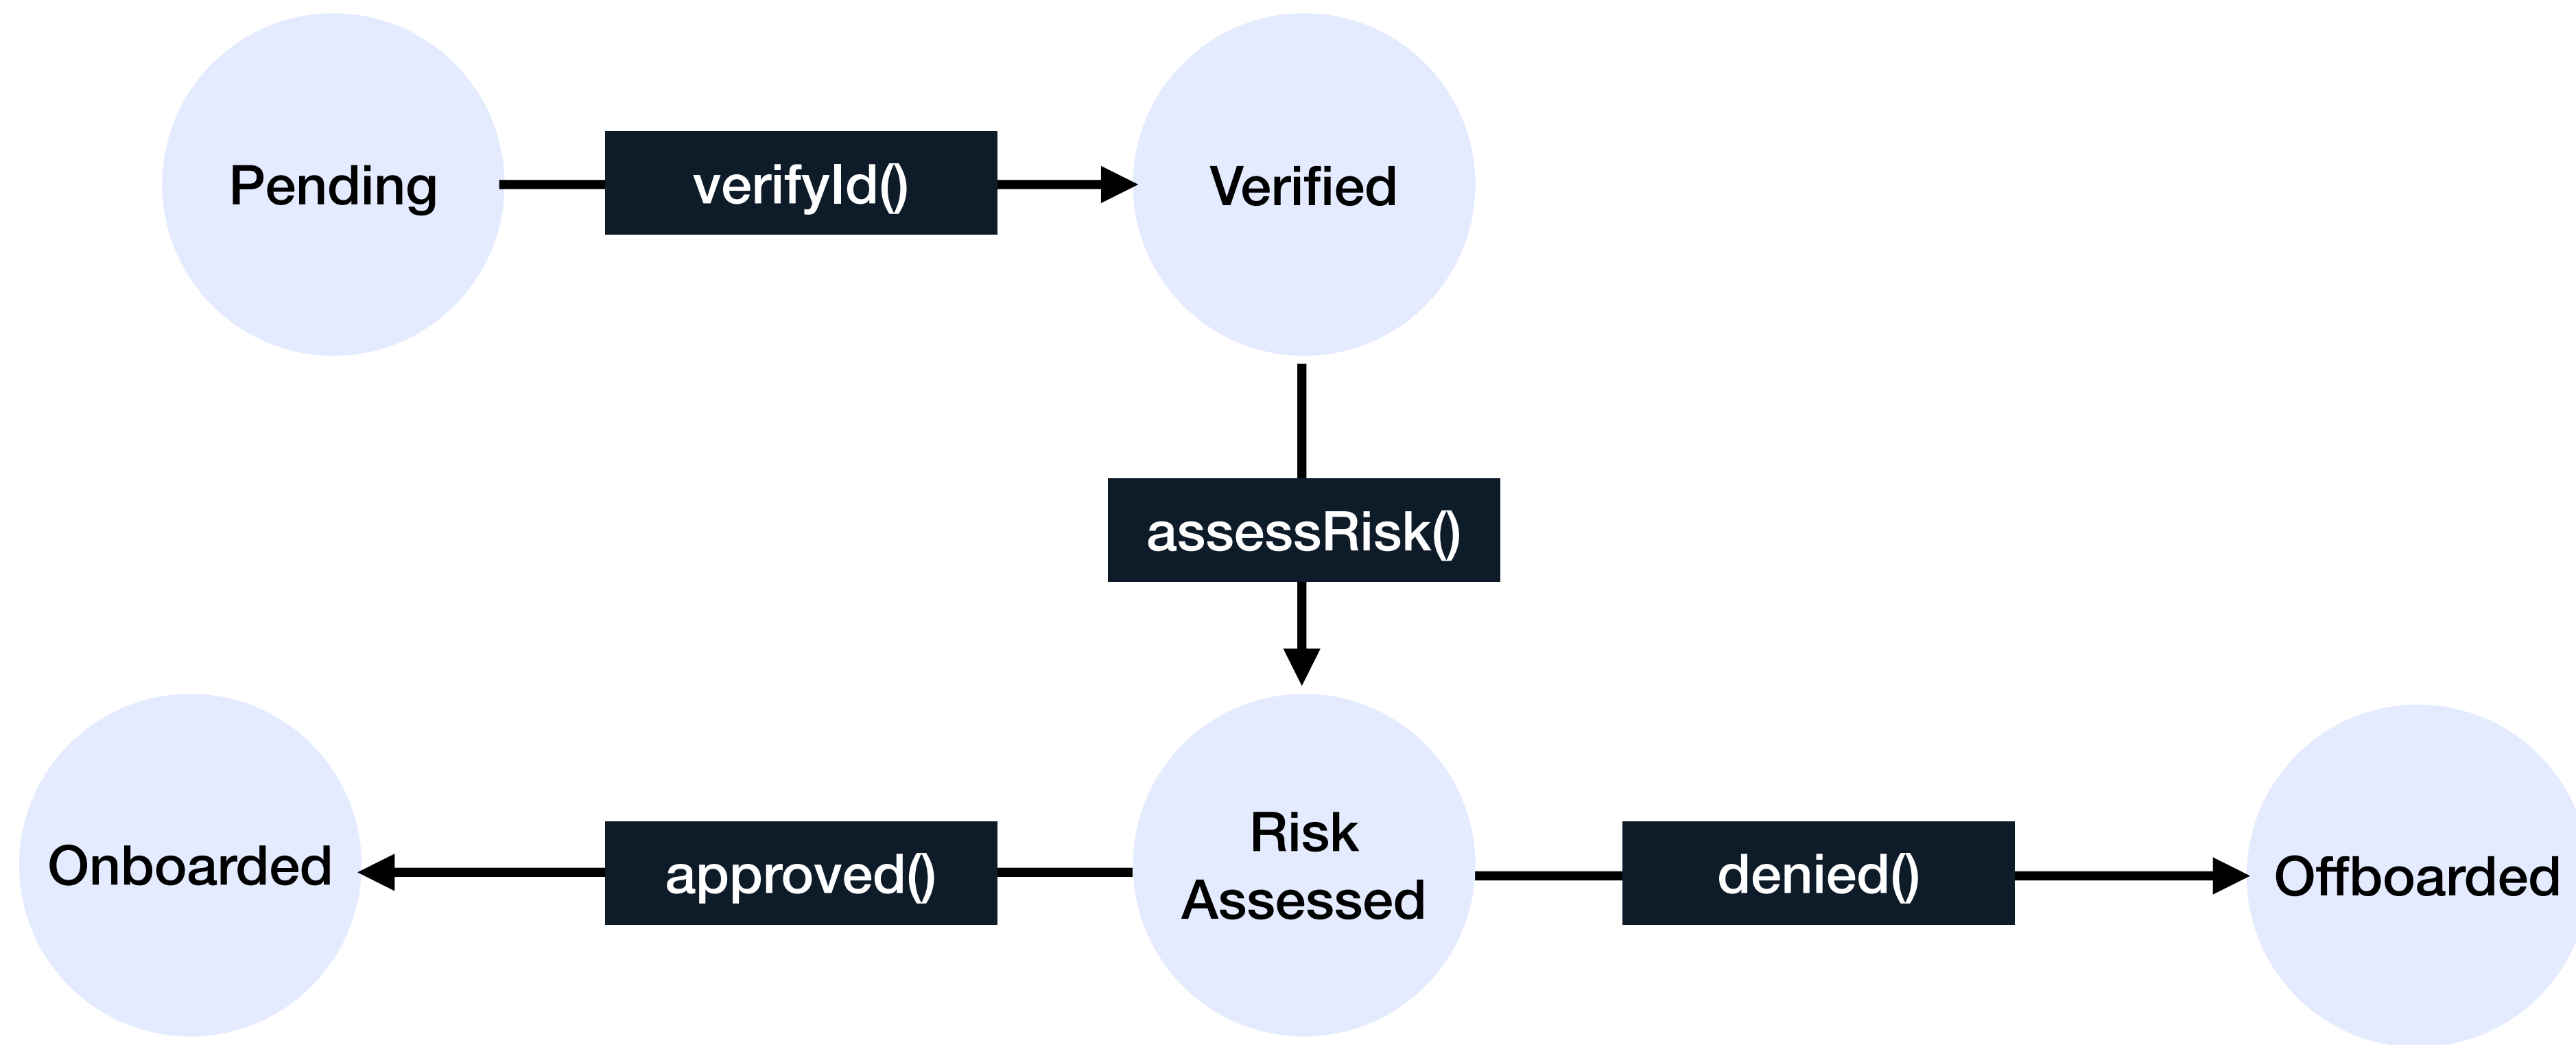 Pending
verifyId()
Verified
assessRisk()
Onboarded
approved()
Risk
Assessed
denied()
Offboarded